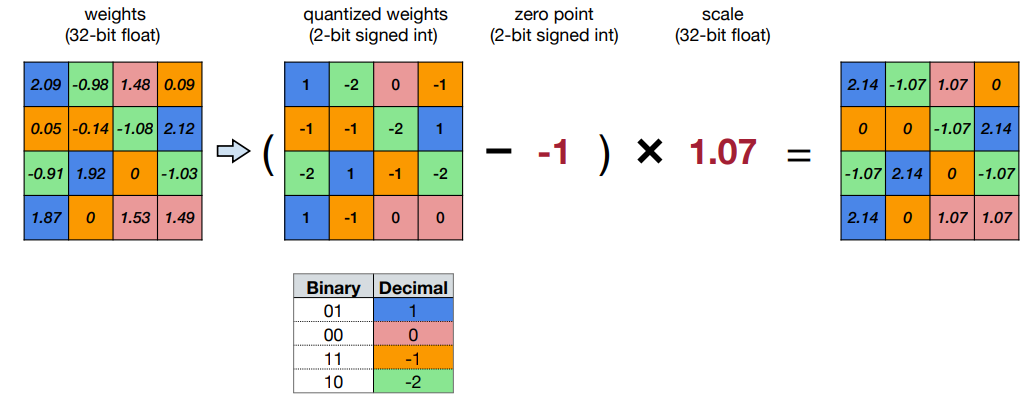 weights quantized weights zero point scale
(32-bit float) (2-bit signed int) (2-bit signed int) (32-bit float)
2.09 -0.98 1.48 0.09 1 -2 0 -1 2.14 -1.07 1.07 0
0.05 -0.14 -1.08 2.12 -1 -1 -2 1 0 0 -1.07 2.14
( − -1 ) × 1.07 =
-0.91 1.92 0 -1.03 -2 1 -1 -2 -1.07 2.14 0 -1.07
1.87 0 1.53 1.49 1 -1 0 0 2.14 0 1.07 1.07
Binary Decimal
01 1
00 0
11 -1
10 -2